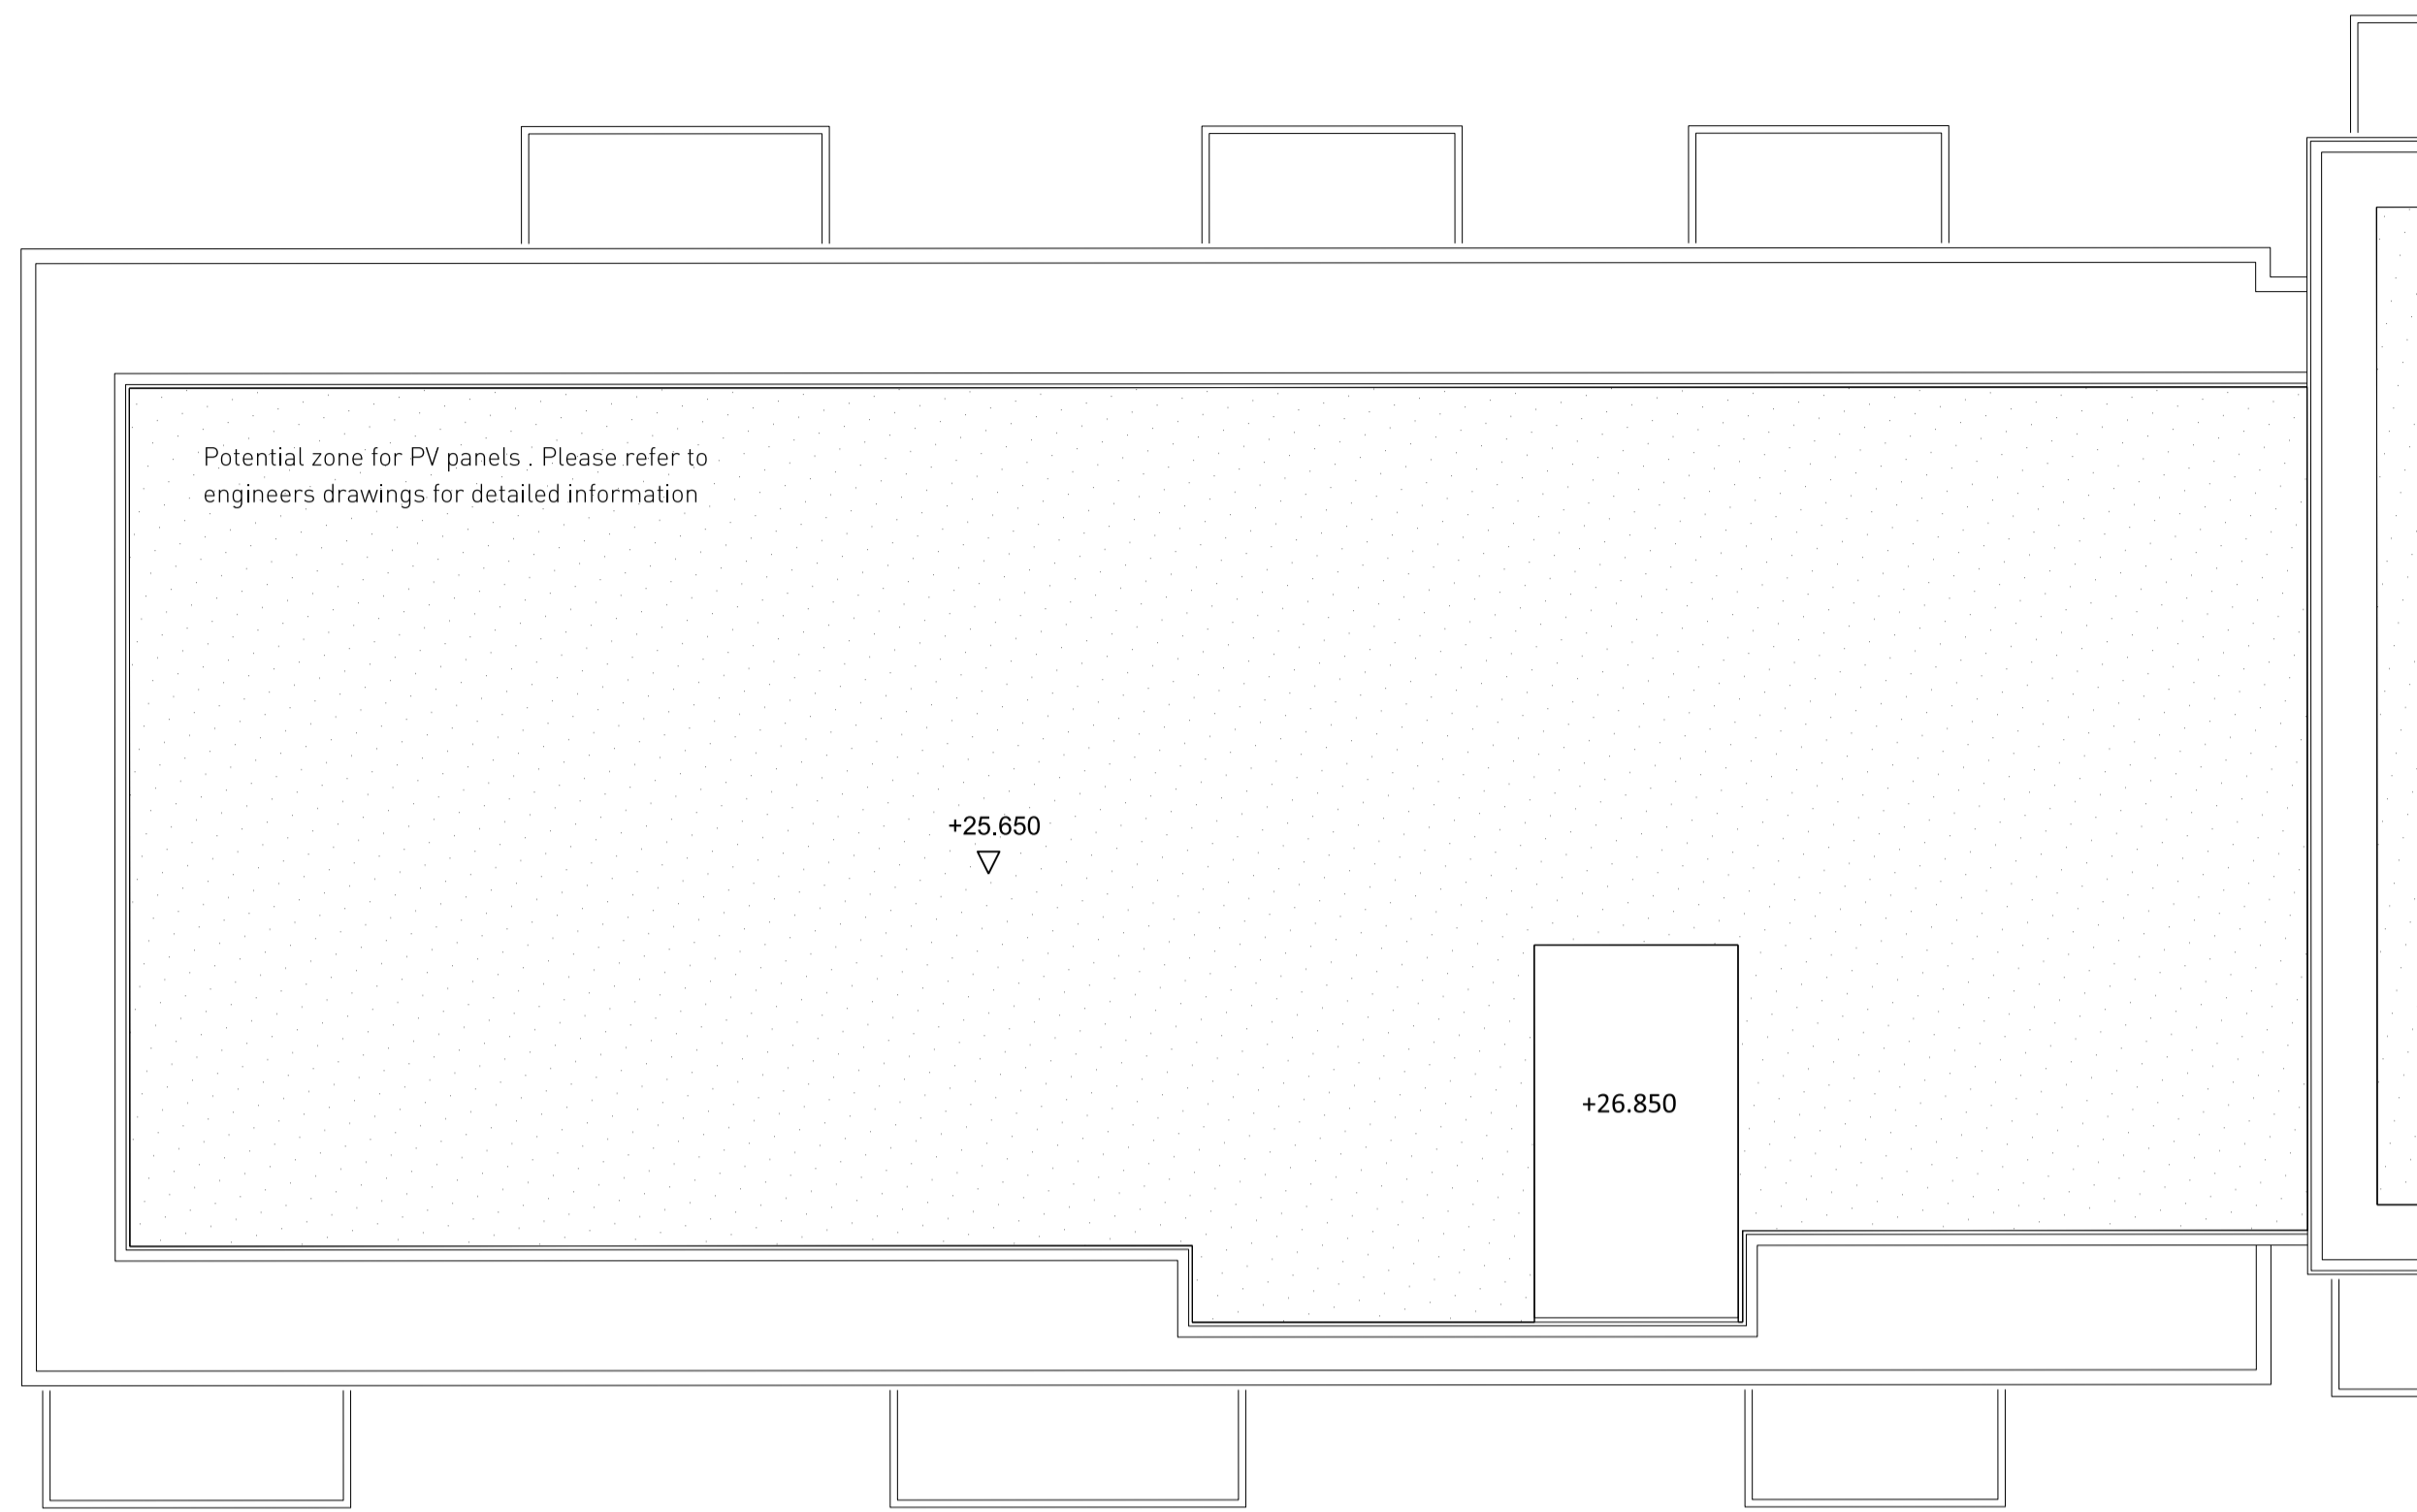 Potential zone for PV panels . Please refer to
engineers drawings for detailed information
+25.650
+26.850